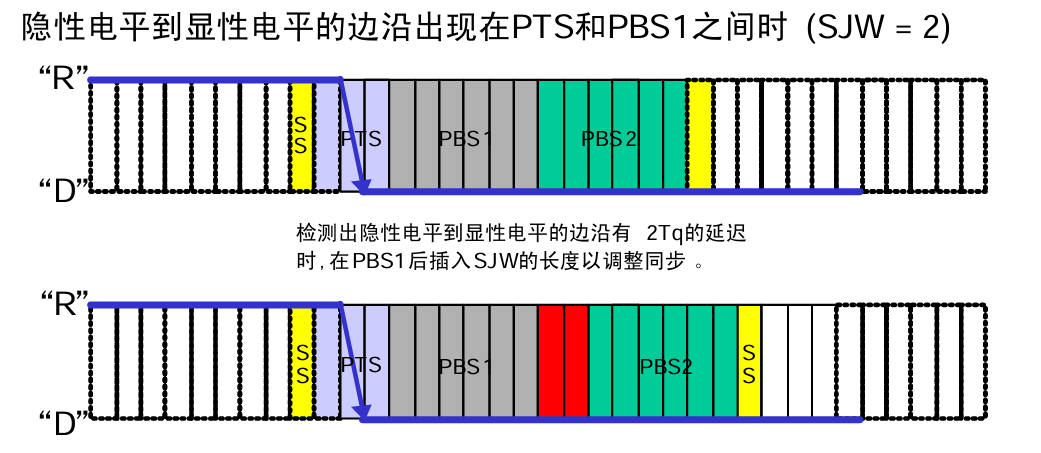 隐性电平到显性电平的边沿出现在PTS和PBS1之间时 (SJW = 2)
“R”
S
S
PTS
PBS1
PBS2
“D”
检测出隐性电平到显性电平的边沿有 2Tq的延迟
时,在PBS1后插入SJW的长度以调整同步 。
“R”
S
S
PTS
PBS1
PBS2
S
S
“D”